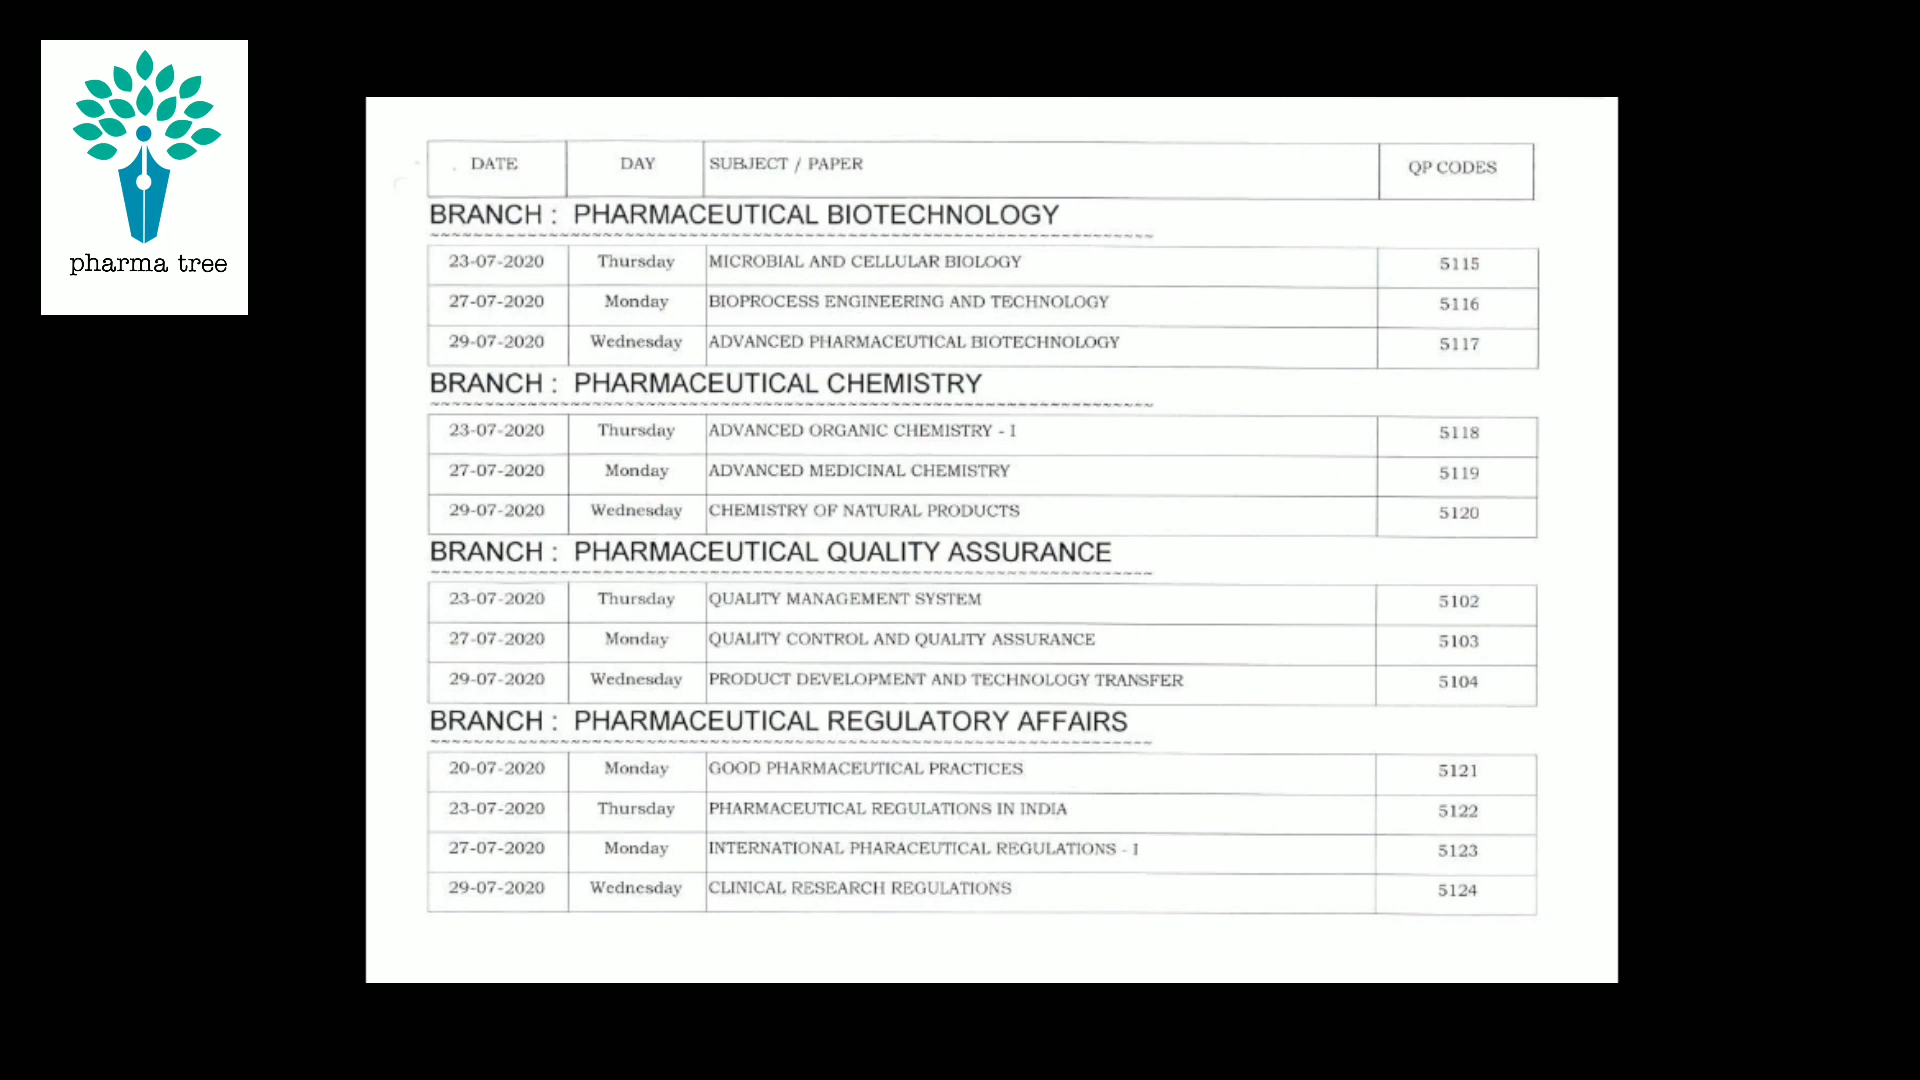 pharma tree
DATE DAY SUBJECT / PAPER QP CODES
BRANCH : PHARMACEUTICAL BIOTECHNOLOGY
23-07-2020 Thursday MICROBIAL AND CELLULAR BIOLOGY 5115
27-07-2020 Monday BIOPROCESS ENGINEERING AND TECHNOLOGY 5116
29-07-2020 Wednesday ADVANCED PHARMACEUTICAL BIOTECHNOLOGY 5117
BRANCH : PHARMACEUTICAL CHEMISTRY
23-07-2020 Thursday ADVANCED ORGANIC CHEMISTRY - I 5118
27-07-2020 Monday ADVANCED MEDICINAL CHEMISTRY 5119
29-07-2020 Wednesday CHEMISTRY OF NATURAL PRODUCTS 5120
BRANCH : PHARMACEUTICAL QUALITY ASSURANCE
23-07-2020 Thursday QUALITY MANAGEMENT SYSTEM 5102
27-07-2020 Monday QUALITY CONTROL AND QUALITY ASSURANCE 5103
29-07-2020 Wednesday PRODUCT DEVELOPMENT AND TECHNOLOGY TRANSFER 5104
BRANCH : PHARMACEUTICAL REGULATORY AFFAIRS
20-07-2020 Monday GOOD PHARMACEUTICAL PRACTICES 5121
23-07-2020 Thursday PHARMACEUTICAL REGULATIONS IN INDIA 5122
27-07-2020 Monday INTERNATIONAL PHARACEUTICAL REGULATIONS - I 5123
29-07-2020 Wednesday CLINICAL RESEARCH REGULATIONS 5124